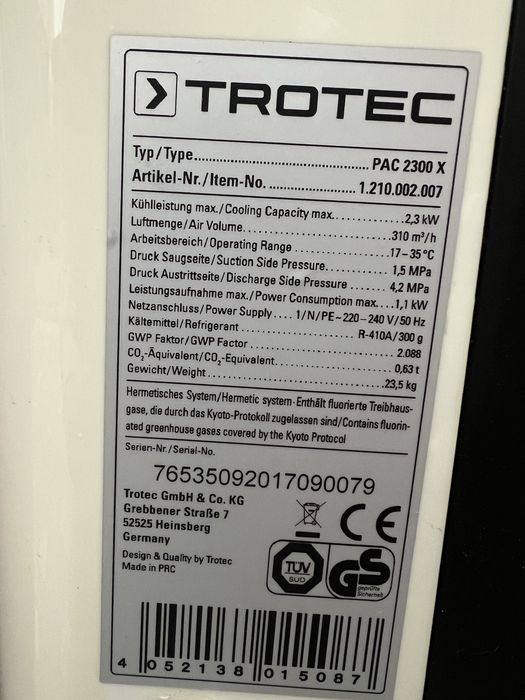 TROTEC
Typ/Type.......................................... PAC 2300 X
Artikel-Nr./Item-No. ..................... 1.210.002.007
Kühlleistung max./Cooling Capacity max. .............. 2,3 kW
Luftmenge/Air Volume. ........................... 310 m³/h
Arbeitsbereich/Operating Range .................. 17–35°C
Druck Saugseite/Suction Side Pressure. ............ 1,5 MPa
Druck Austrittseite/Discharge Side Pressure ...... 4,2 MPa
Leistungsaufnahme max./Power Consumption max. ... 1,1 kW
Netzanschluss/Power Supply .... 1/N/PE~220–240 V/50 Hz
Kältemittel/Refrigerant ..................... R-410A/300 g
GWP Faktor/GWP Factor ........................... 2.088
CO₂-Äquivalent/CO₂-Equivalent. .................. 0,63 t
Gewicht/Weight ................................ 23,5 kg
Hermetisches System/Hermetic system · Enthält fluorierte Treibhaus-
gase, die durch das Kyoto-Protokoll zugelassen sind/Contains fluorin-
ated greenhouse gases covered by the Kyoto Protocol
Serien-Nr./Serial-No.
76535092017090079
Trotec GmbH & Co. KG
Grebbener Straße 7
52525 Heinsberg
Germany
Design & Quality by Trotec
Made in PRC
CE
TÜV
SÜD
GS
geprüfte
Sicherheit
4 052138 015087